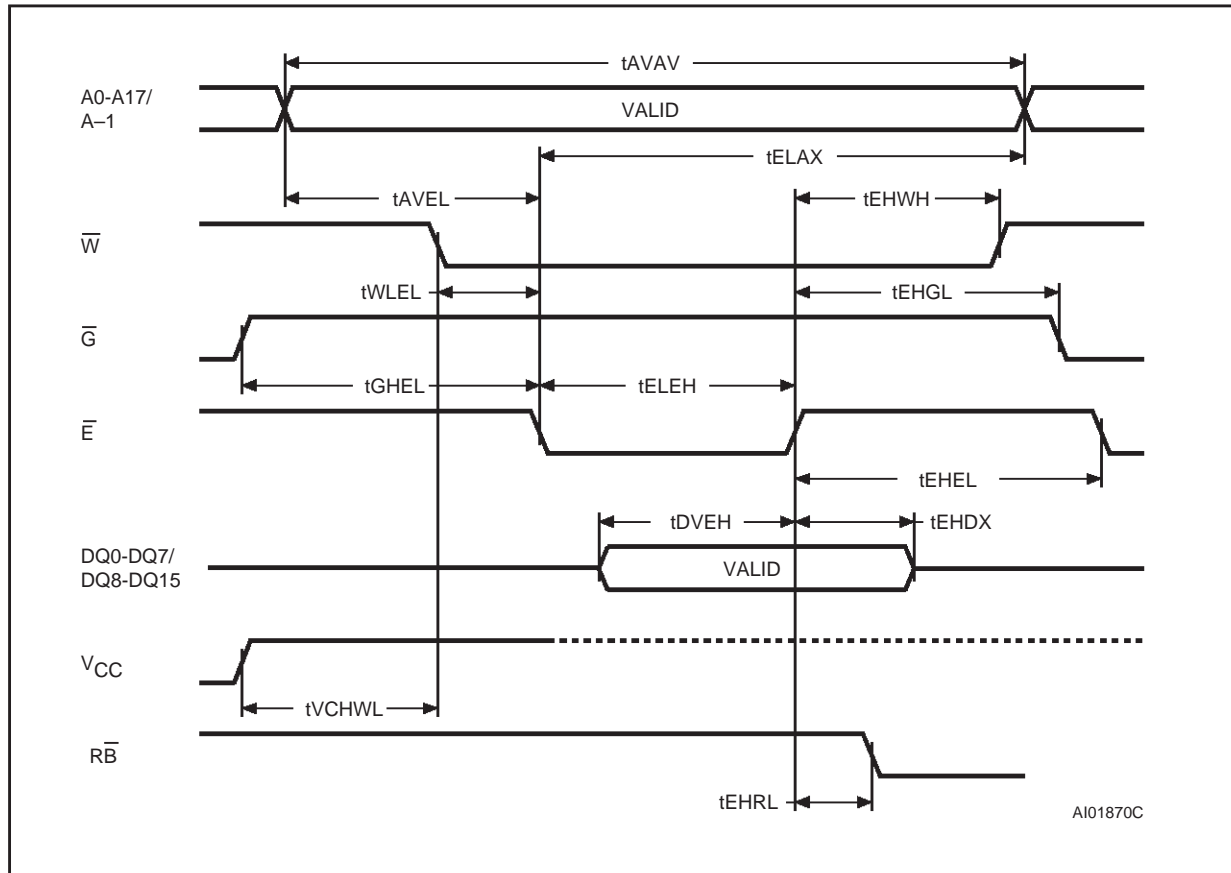 tAVAV
A0-A17/
A–1
VALID
tELAX
tAVEL
tEHWH
W̅
tWLEL
tEHGL
G̅
tGHEL
tELEH
E̅
tEHEL
tDVEH
tEHDX
DQ0-DQ7/
DQ8-DQ15
VALID
VCC
tVCHWL
RB̅
tEHRL
AI01870C